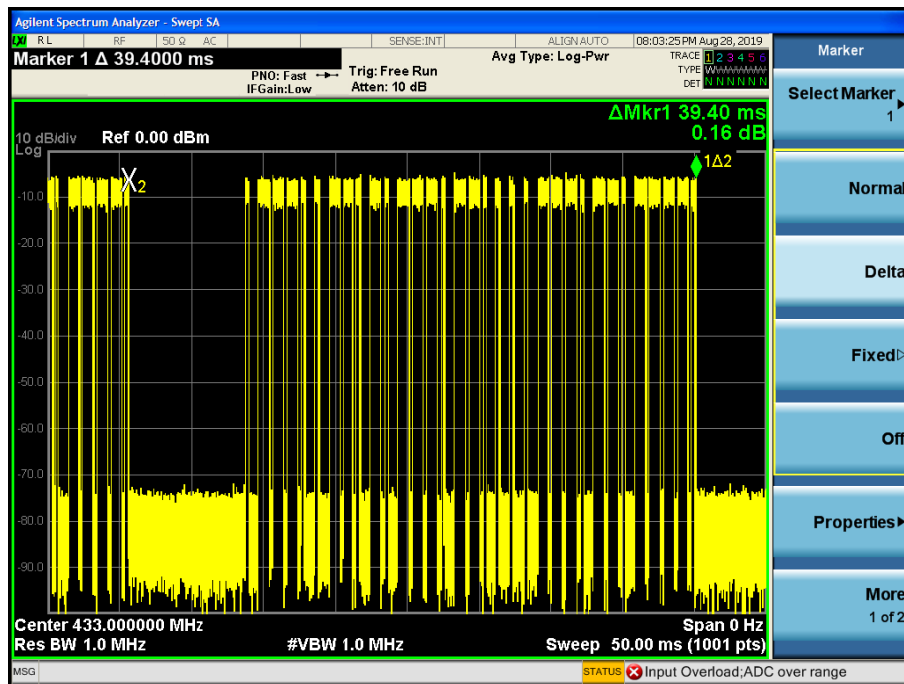 Agilent Spectrum Analyzer - Swept SA
LXI RL RF 50 Ω AC SENSE:INT ALIGN AUTO 08:03:25 PM Aug 28, 2019
Marker 1 Δ 39.4000 ms
PNO: Fast
IFGain:Low
Trig: Free Run
Atten: 10 dB
Avg Type: Log-Pwr
TRACE 1 2 3 4 5 6
TYPE WWWWWW
DET N N N N N N
ΔMkr1 39.40 ms
0.16 dB
10 dB/div Ref 0.00 dBm
Log
X2
1Δ2
-10.0
-20.0
-30.0
-40.0
-50.0
-60.0
-70.0
-80.0
-90.0
Center 433.000000 MHz Span 0 Hz
Res BW 1.0 MHz #VBW 1.0 MHz Sweep 50.00 ms (1001 pts)
MSG STATUS Input Overload;ADC over range
Marker
Select Marker
1
Normal
Delta
Fixed
Off
Properties
More
1 of 2